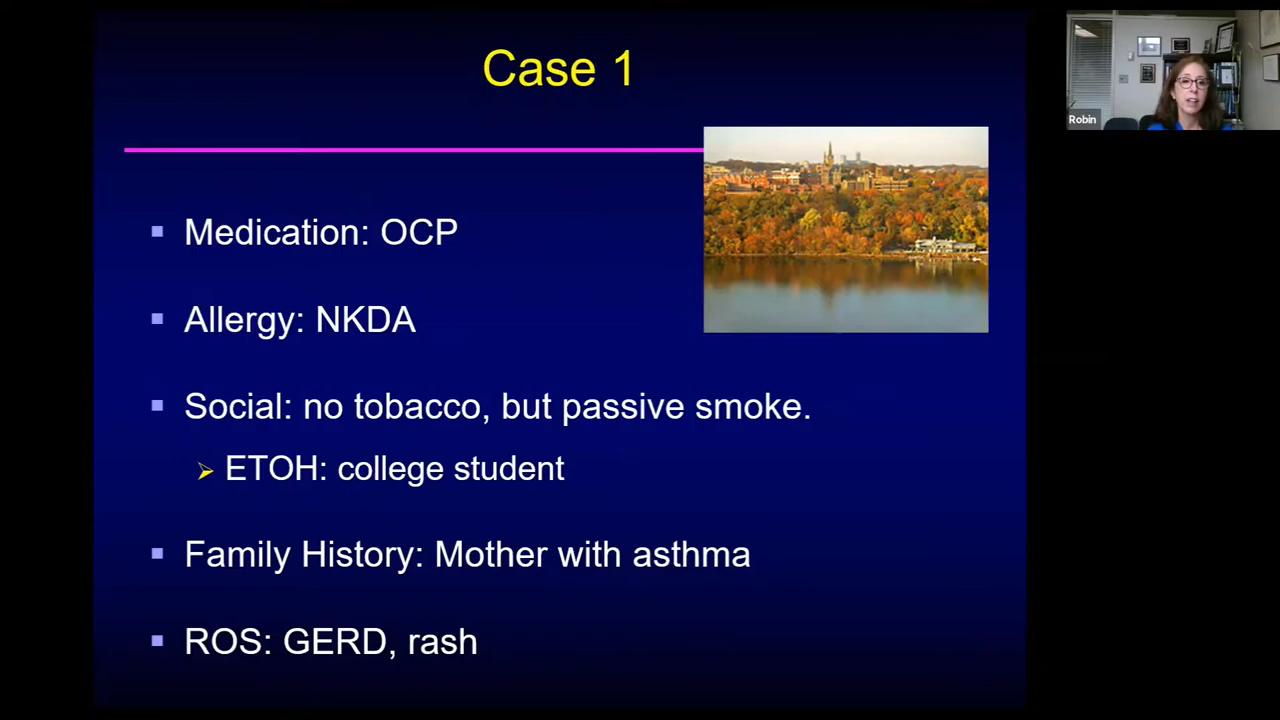 Case 1
Medication: OCP
Allergy: NKDA
Social: no tobacco, but passive smoke.
ETOH: college student
Family History: Mother with asthma
ROS: GERD, rash
Robin